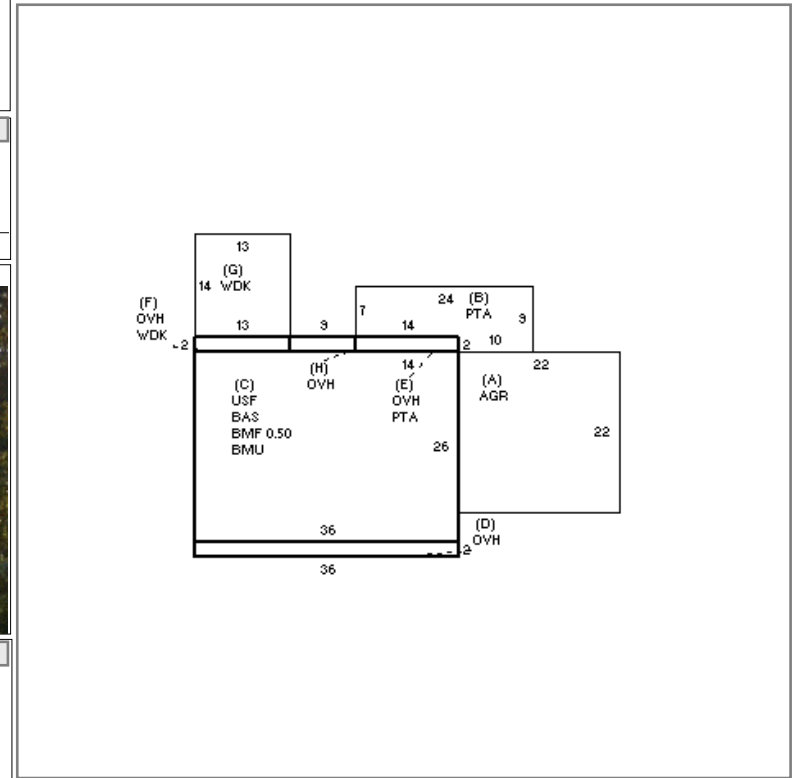 13
(G)
14 WDK
24 (B)
PTA
7
9
(F)
OVH
WDK
2
13 9 14
2 10
22
(H)
OVH
14
(E)
OVH
PTA
(C)
USF
BAS
BMF 0.50
BMU
(A)
AGR
26
22
36
(D)
OVH
2
36